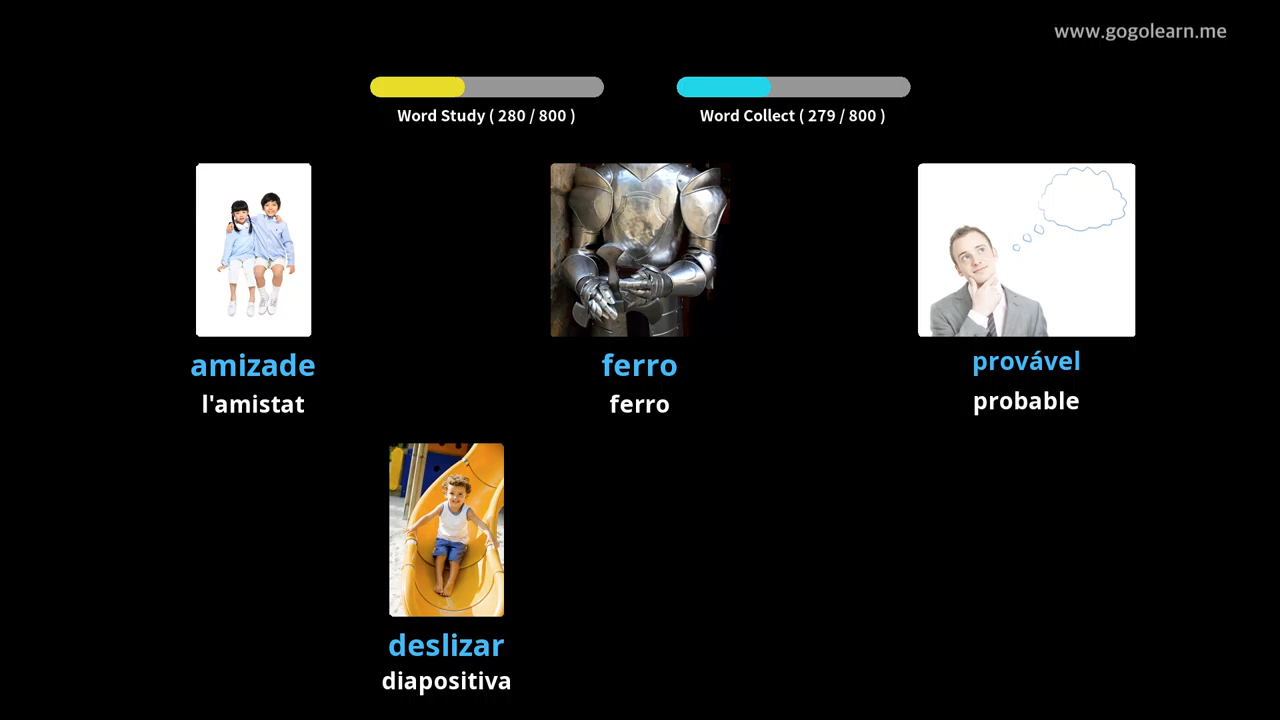 www.gogolearn.me
Word Study ( 280 / 800 )
Word Collect ( 279 / 800 )
amizade
l'amistat
ferro
ferro
provável
probable
deslizar
diapositiva